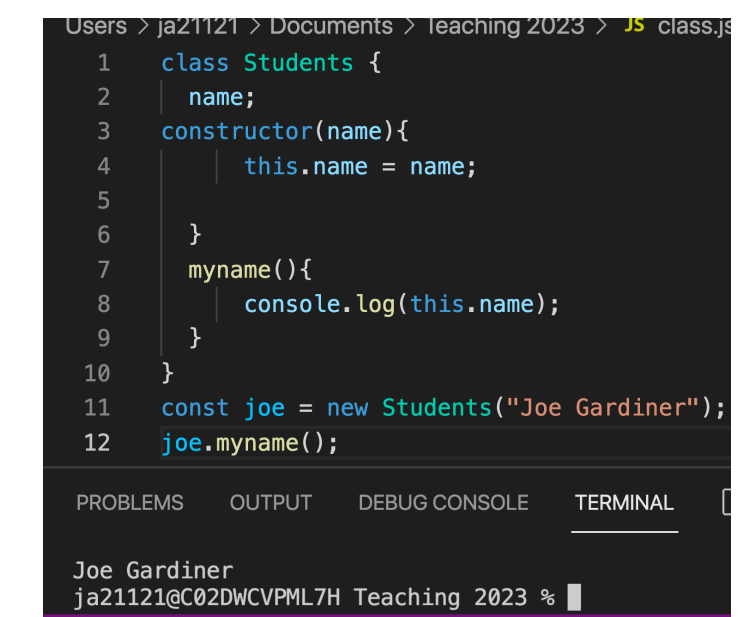 Users > ja21121 > Documents > Teaching 2023 > JS class.js
1 class Students {
2 name;
3 constructor(name){
4 this.name = name;
5
6 }
7 myname(){
8 console.log(this.name);
9 }
10 }
11 const joe = new Students("Joe Gardiner");
12 joe.myname();
PROBLEMS OUTPUT DEBUG CONSOLE TERMINAL
Joe Gardiner
ja21121@C02DWCVPML7H Teaching 2023 %